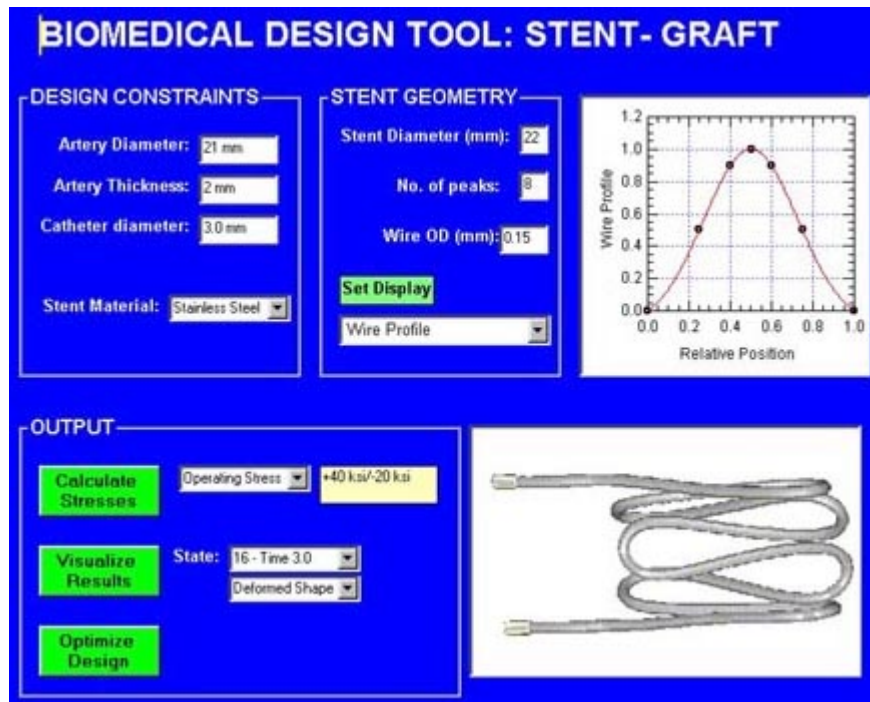 BIOMEDICAL DESIGN TOOL: STENT- GRAFT
DESIGN CONSTRAINTS
Artery Diameter: 21 mm
Artery Thickness: 2 mm
Catheter diameter: 3.0 mm
Stent Material: Stainless Steel
STENT GEOMETRY
Stent Diameter (mm): 22
No. of peaks: 8
Wire OD (mm): 0.15
Set Display
Wire Profile
Wire Profile
1.2
1.0
0.8
0.6
0.4
0.2
0.0
0.0 0.2 0.4 0.6 0.8 1.0
Relative Position
OUTPUT
Calculate Stresses
Operating Stress
+40 ksi/-20 ksi
Visualize Results
State: 16 - Time 3.0
Deformed Shape
Optimize Design